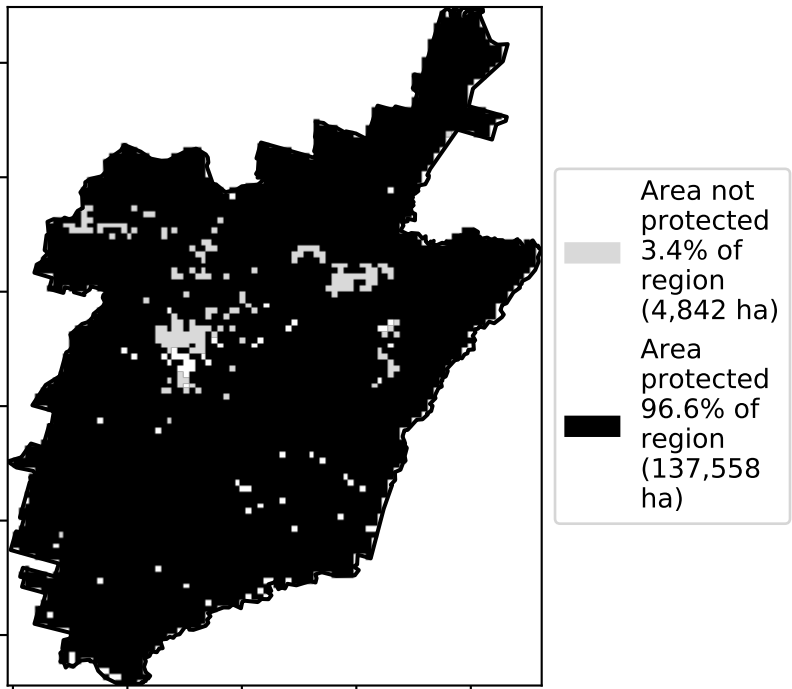 Area not
protected
3.4% of
region
(4,842 ha)
Area
protected
96.6% of
region
(137,558
ha)